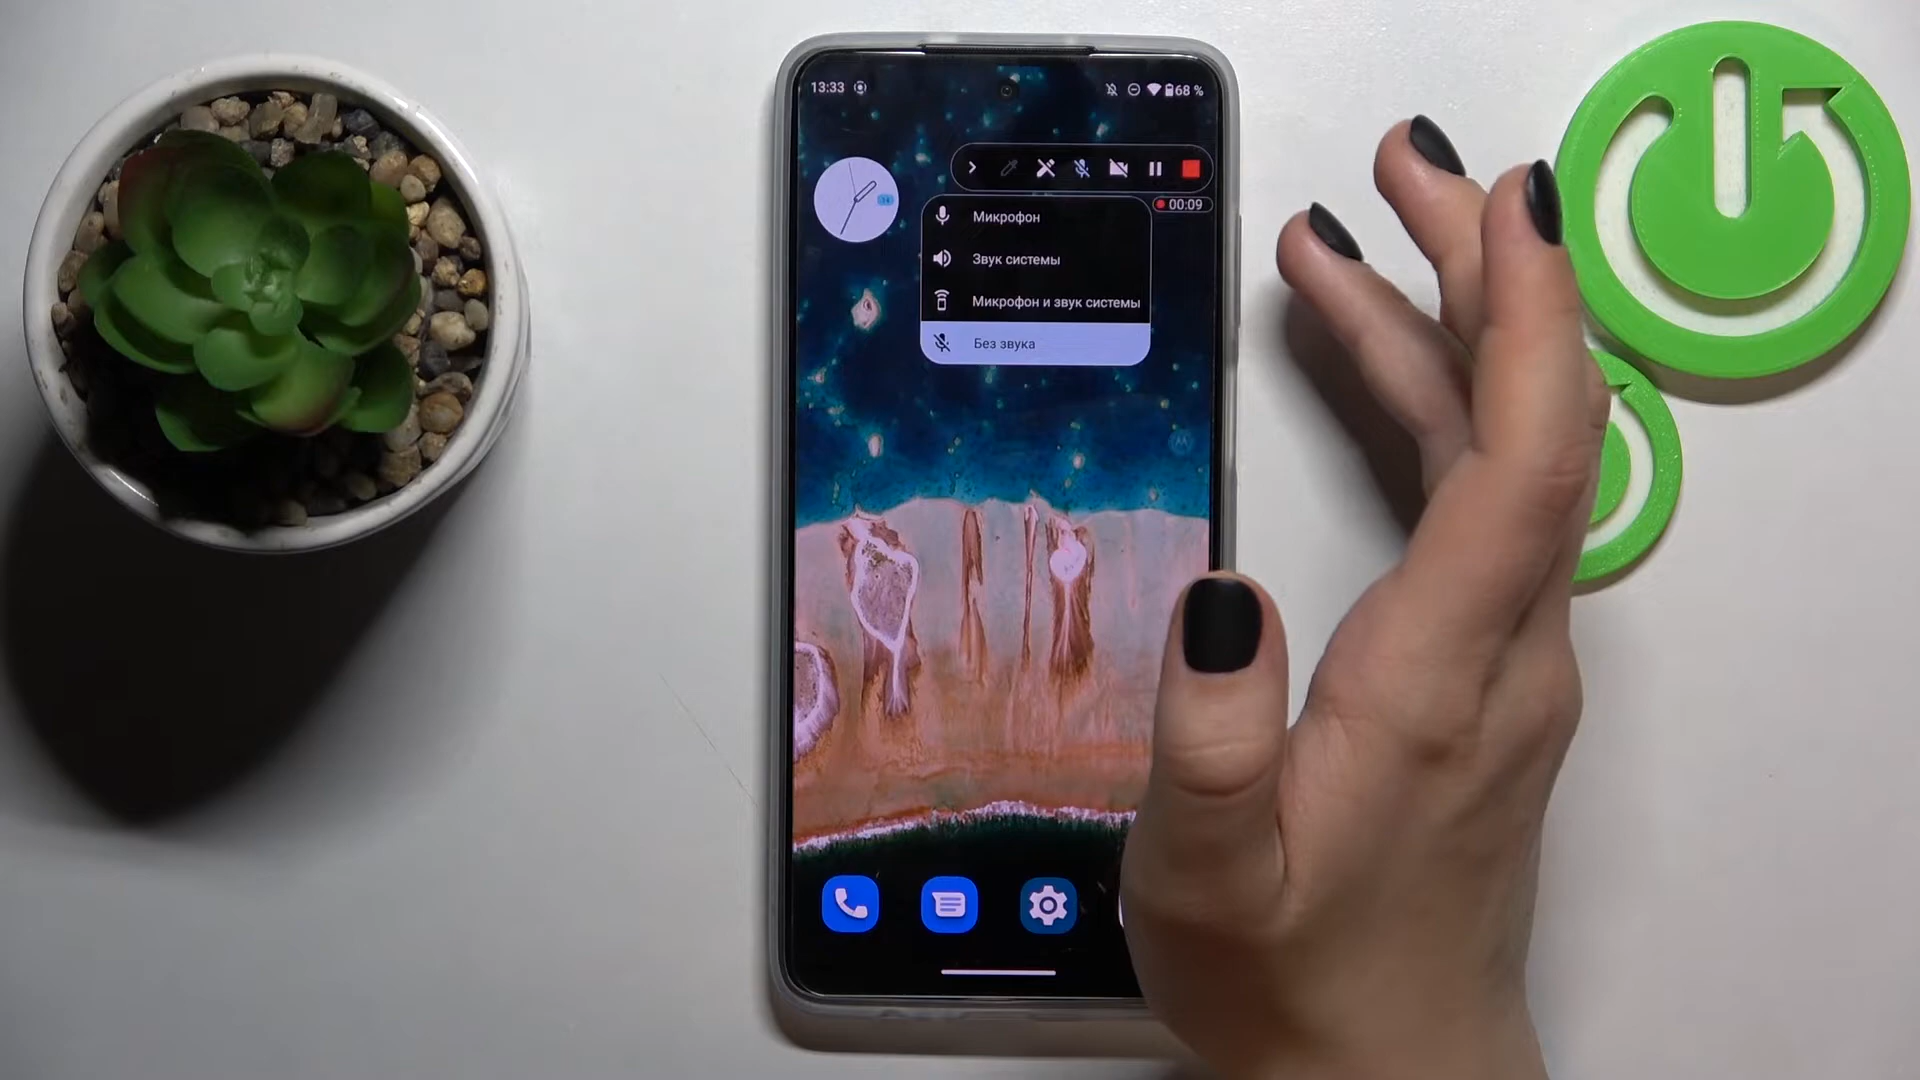 13:33
68 %
00:09
Микрофон
Звук системы
Микрофон и звук системы
Без звука